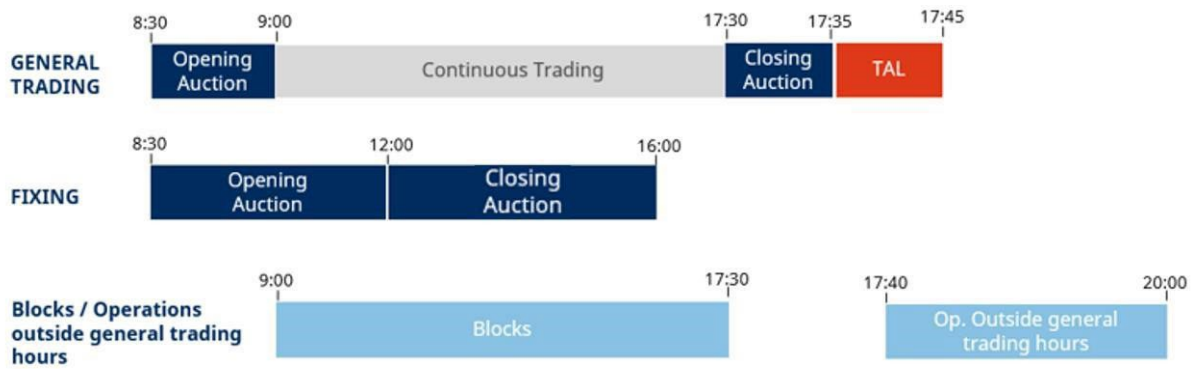 8:30 9:00 17:30 17:35 17:45
GENERAL
TRADING
Opening
Auction
Continuous Trading
Closing
Auction
TAL
8:30 12:00 16:00
FIXING
Opening
Auction
Closing
Auction
9:00 17:30 17:40 20:00
Blocks / Operations
outside general trading
hours
Blocks
Op. Outside general
trading hours